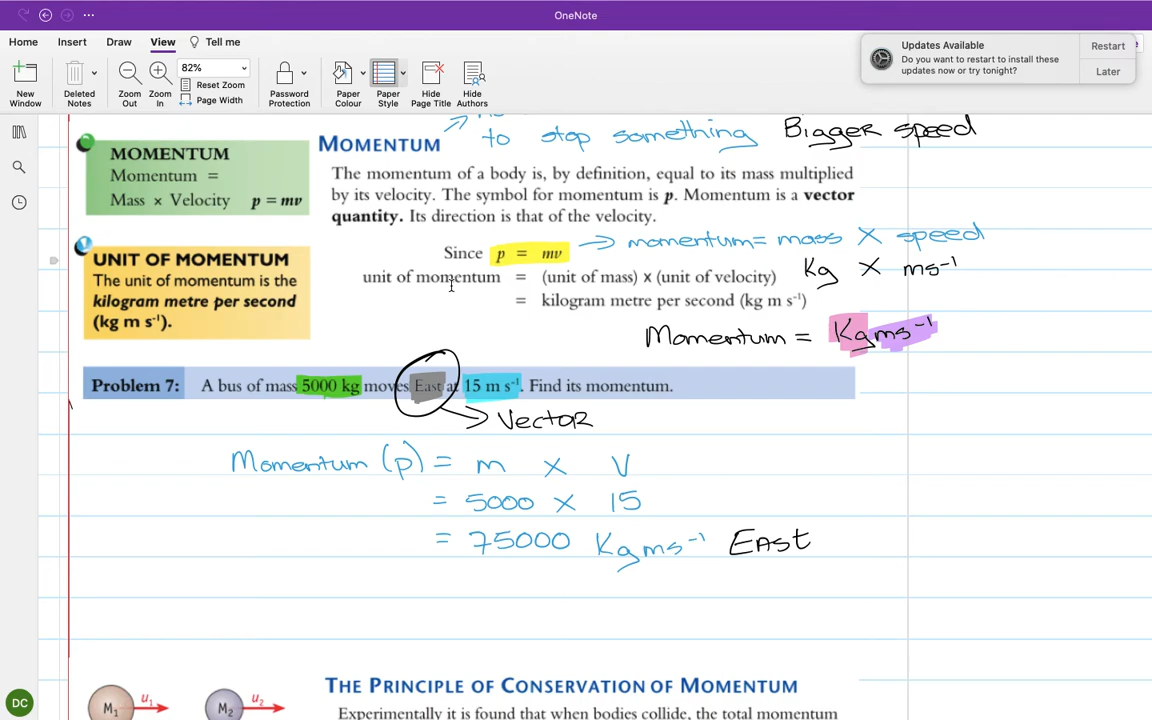 OneNote
Home Insert Draw View Tell me
Updates Available
Do you want to restart to install these
updates now or try tonight?
Restart
Later
New
Window
Deleted
Notes
Zoom
Out
Zoom
In
82%
Reset Zoom
Page Width
Password
Protection
Paper
Colour
Paper
Style
Hide
Page Title
Hide
Authors
to stop something Bigger speed
MOMENTUM
Momentum =
Mass × Velocity p = mv
MOMENTUM
The momentum of a body is, by definition, equal to its mass multiplied
by its velocity. The symbol for momentum is p. Momentum is a vector
quantity. Its direction is that of the velocity.
UNIT OF MOMENTUM
The unit of momentum is the
kilogram metre per second
(kg m s⁻¹).
Since p = mv → momentum = mass X speed
unit of momentum = (unit of mass) x (unit of velocity) Kg X ms⁻¹
= kilogram metre per second (kg m s⁻¹)
Momentum = Kgms⁻¹
Problem 7: A bus of mass 5000 kg moves East at 15 m s⁻¹. Find its momentum.
→ Vector
Momentum (p) = m X V
= 5000 X 15
= 75000 Kgms⁻¹ EAST
THE PRINCIPLE OF CONSERVATION OF MOMENTUM
M₁ u₁ M₂ u₂
Experimentally it is found that when bodies collide, the total momentum
DC